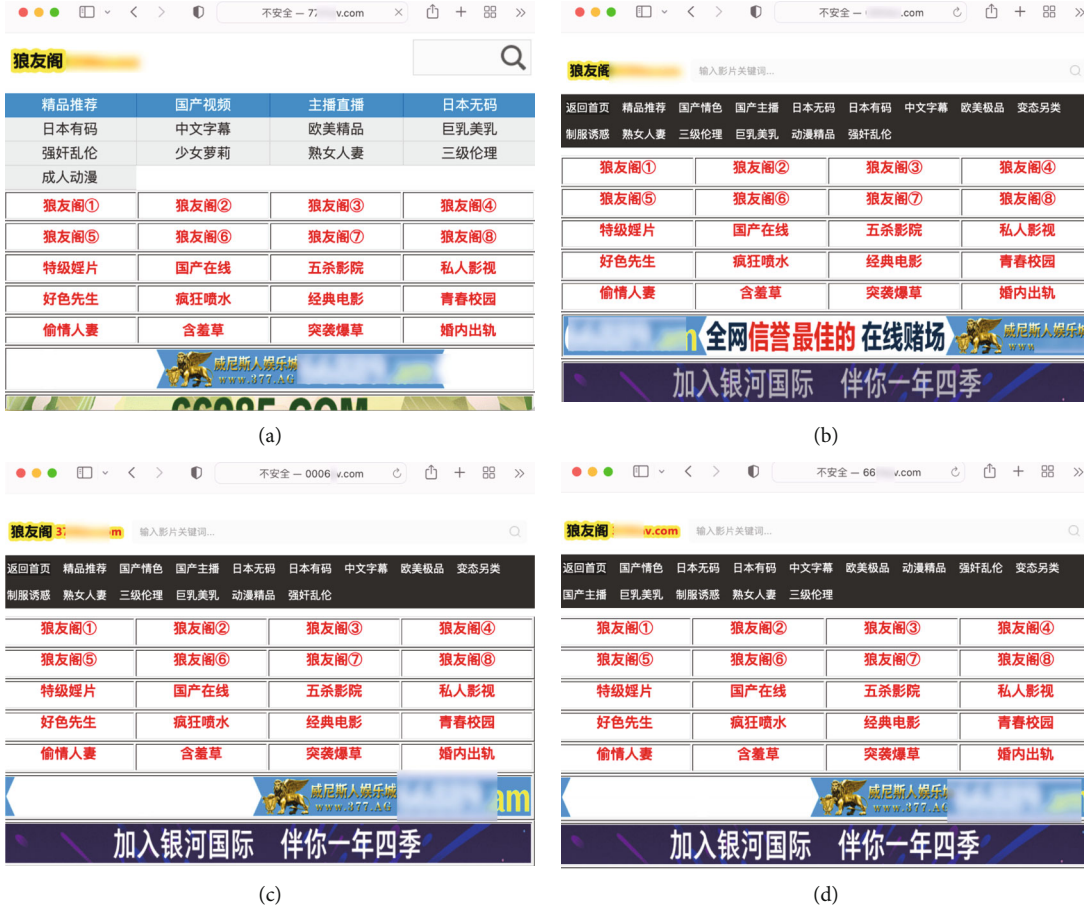 不安全 — 77 v.com
狼友阁
精品推荐 国产视频 主播直播 日本无码
日本有码 中文字幕 欧美精品 巨乳美乳
强奸乱伦 少女萝莉 熟女人妻 三级伦理
成人动漫
狼友阁① 狼友阁② 狼友阁③ 狼友阁④
狼友阁⑤ 狼友阁⑥ 狼友阁⑦ 狼友阁⑧
特级婬片 国产在线 五杀影院 私人影视
好色先生 疯狂喷水 经典电影 青春校园
偷情人妻 含羞草 突袭爆草 婚内出轨
威尼斯人娱乐城
www.377.AG
(a)
不安全 — .com
狼友阁 输入影片关键词...
返回首页 精品推荐 国产情色 国产主播 日本无码 日本有码 中文字幕 欧美极品 变态另类
制服诱惑 熟女人妻 三级伦理 巨乳美乳 动漫精品 强奸乱伦
狼友阁① 狼友阁② 狼友阁③ 狼友阁④
狼友阁⑤ 狼友阁⑥ 狼友阁⑦ 狼友阁⑧
特级婬片 国产在线 五杀影院 私人影视
好色先生 疯狂喷水 经典电影 青春校园
偷情人妻 含羞草 突袭爆草 婚内出轨
全网信誉最佳的 在线赌场 威尼斯人娱乐
www
加入银河国际 伴你一年四季
(b)
不安全 — 0006 v.com
狼友阁 37 m 输入影片关键词...
返回首页 精品推荐 国产情色 国产主播 日本无码 日本有码 中文字幕 欧美极品 变态另类
制服诱惑 熟女人妻 三级伦理 巨乳美乳 动漫精品 强奸乱伦
狼友阁① 狼友阁② 狼友阁③ 狼友阁④
狼友阁⑤ 狼友阁⑥ 狼友阁⑦ 狼友阁⑧
特级婬片 国产在线 五杀影院 私人影视
好色先生 疯狂喷水 经典电影 青春校园
偷情人妻 含羞草 突袭爆草 婚内出轨
威尼斯人娱乐城 am
www.377.AG
加入银河国际 伴你一年四季
(c)
不安全 — 66 v.com
狼友阁 v.com 输入影片关键词...
返回首页 国产情色 日本无码 日本有码 中文字幕 欧美极品 动漫精品 强奸乱伦 变态另类
国产主播 巨乳美乳 制服诱惑 熟女人妻 三级伦理
狼友阁① 狼友阁② 狼友阁③ 狼友阁④
狼友阁⑤ 狼友阁⑥ 狼友阁⑦ 狼友阁⑧
特级婬片 国产在线 五杀影院 私人影视
好色先生 疯狂喷水 经典电影 青春校园
偷情人妻 含羞草 突袭爆草 婚内出轨
威尼斯人娱乐
www.377.AG
加入银河国际 伴你一年四季
(d)